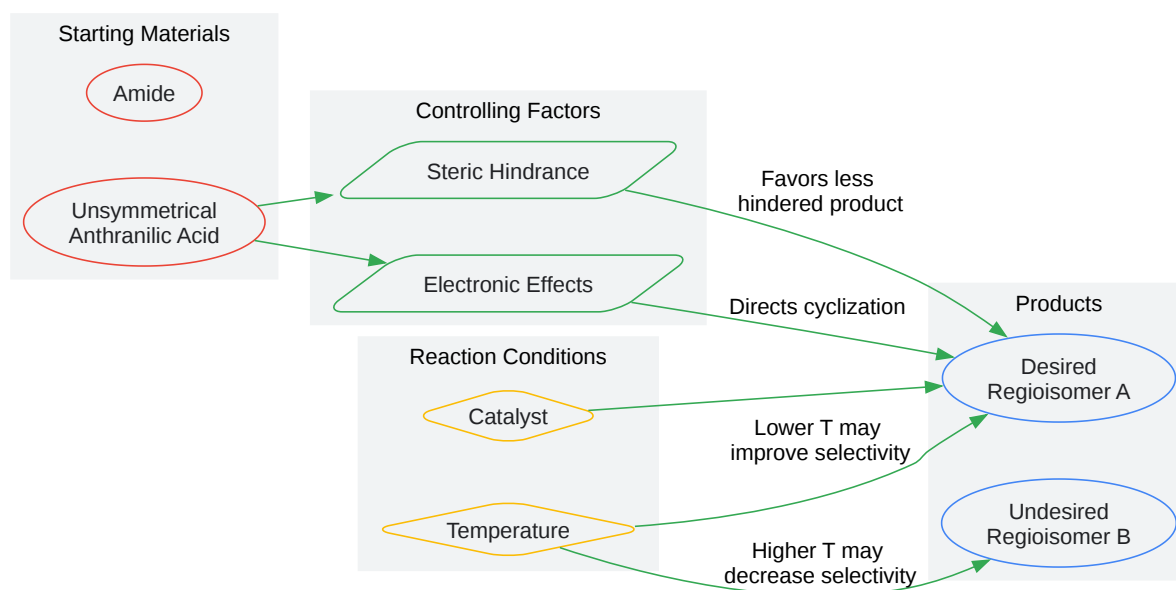 Starting Materials
Amide
Unsymmetrical
Anthranilic Acid
Controlling Factors
Steric Hindrance
Electronic Effects
Favors less
hindered product
Directs cyclization
Reaction Conditions
Catalyst
Temperature
Lower T may
improve selectivity
Higher T may
decrease selectivity
Products
Desired
Regioisomer A
Undesired
Regioisomer B